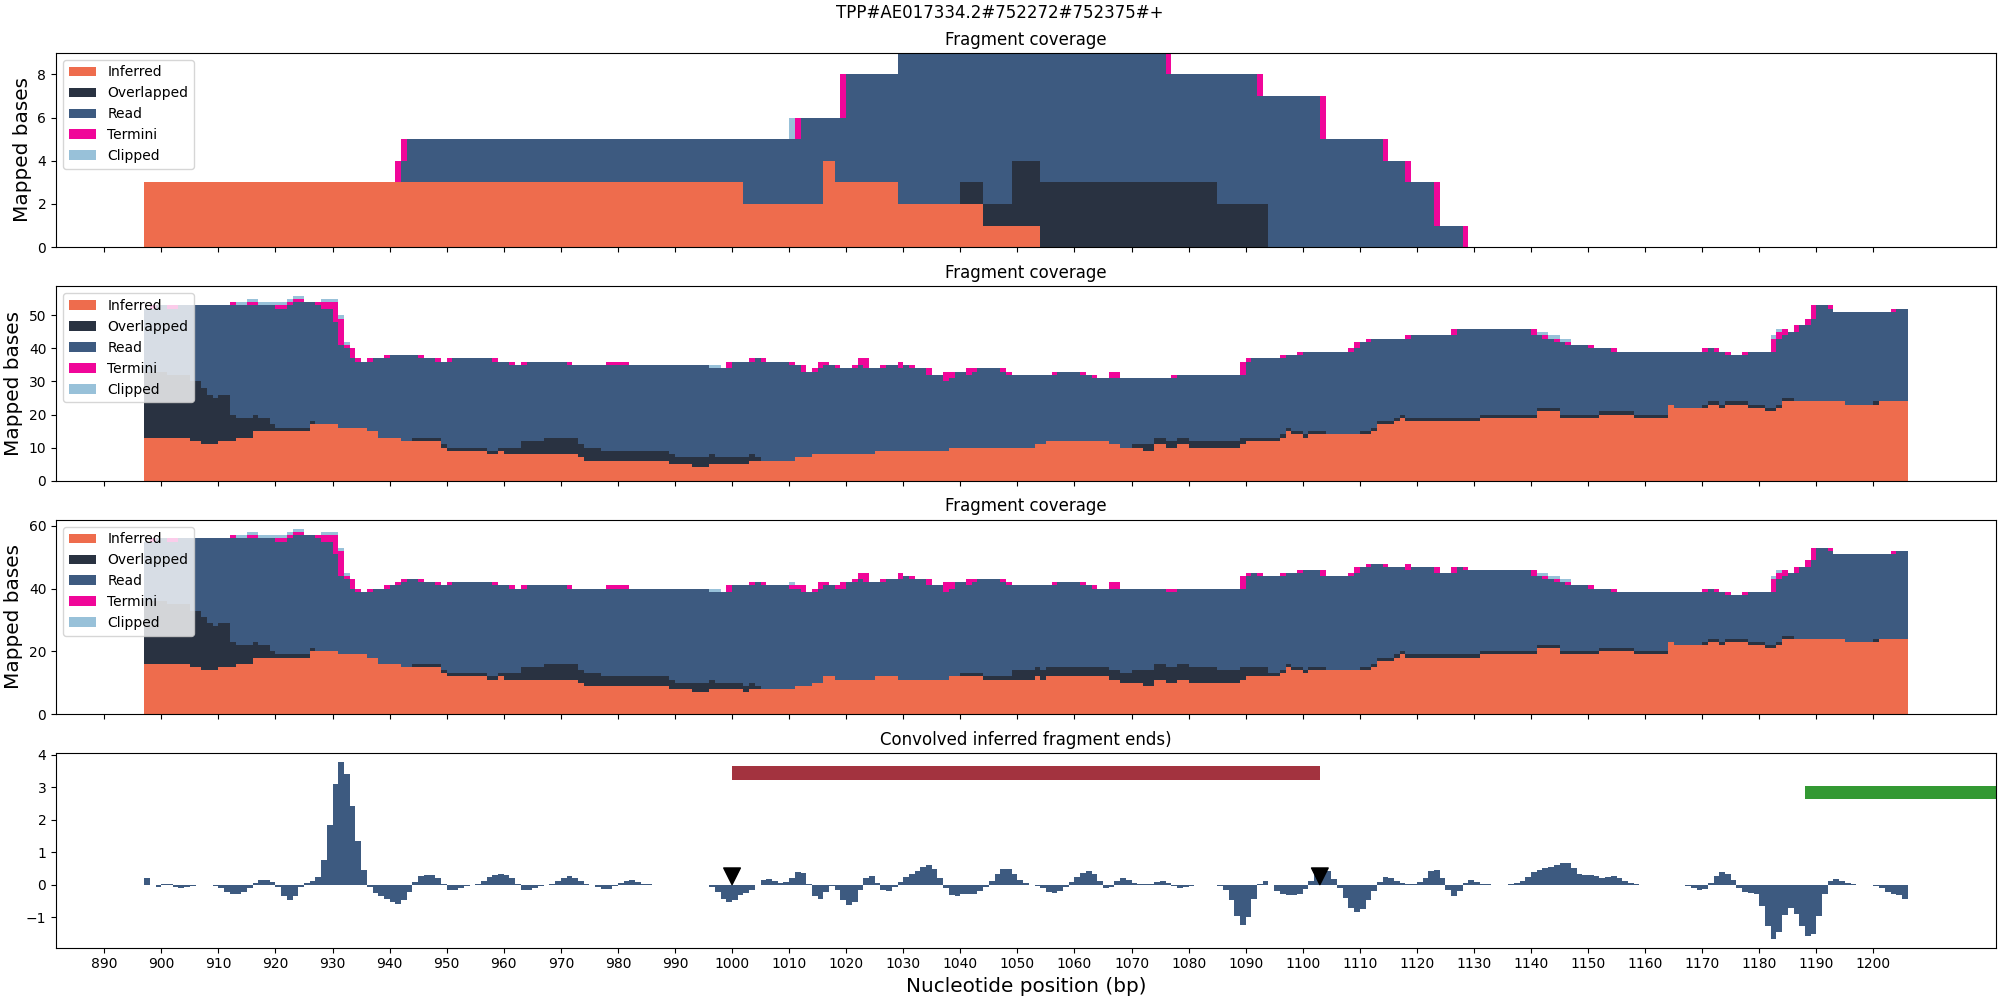 TPP#AE017334.2#752272#752375#+
Fragment coverage
Mapped bases
8
6
4
2
0
Inferred
Overlapped
Read
Termini
Clipped
Fragment coverage
Mapped bases
50
40
30
20
10
0
Inferred
Overlapped
Read
Termini
Clipped
Fragment coverage
Mapped bases
60
40
20
0
Inferred
Overlapped
Read
Termini
Clipped
Convolved inferred fragment ends)
4
3
2
1
0
−1
890 900 910 920 930 940 950 960 970 980 990 1000 1010 1020 1030 1040 1050 1060 1070 1080 1090 1100 1110 1120 1130 1140 1150 1160 1170 1180 1190 1200
Nucleotide position (bp)